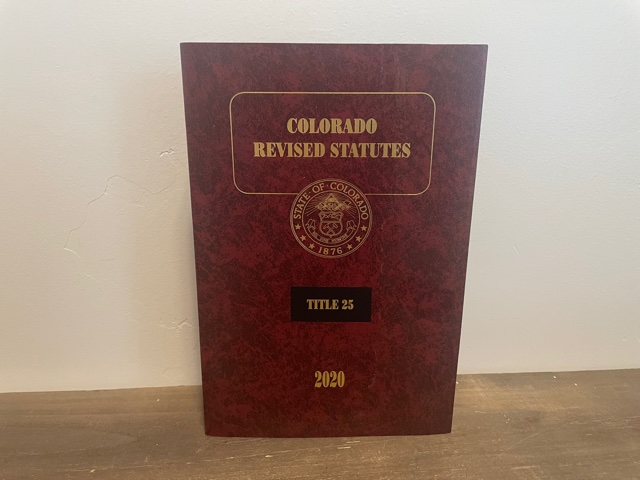 COLORADO
REVISED STATUTES
STATE OF COLORADO
1876
TITLE 25
2020